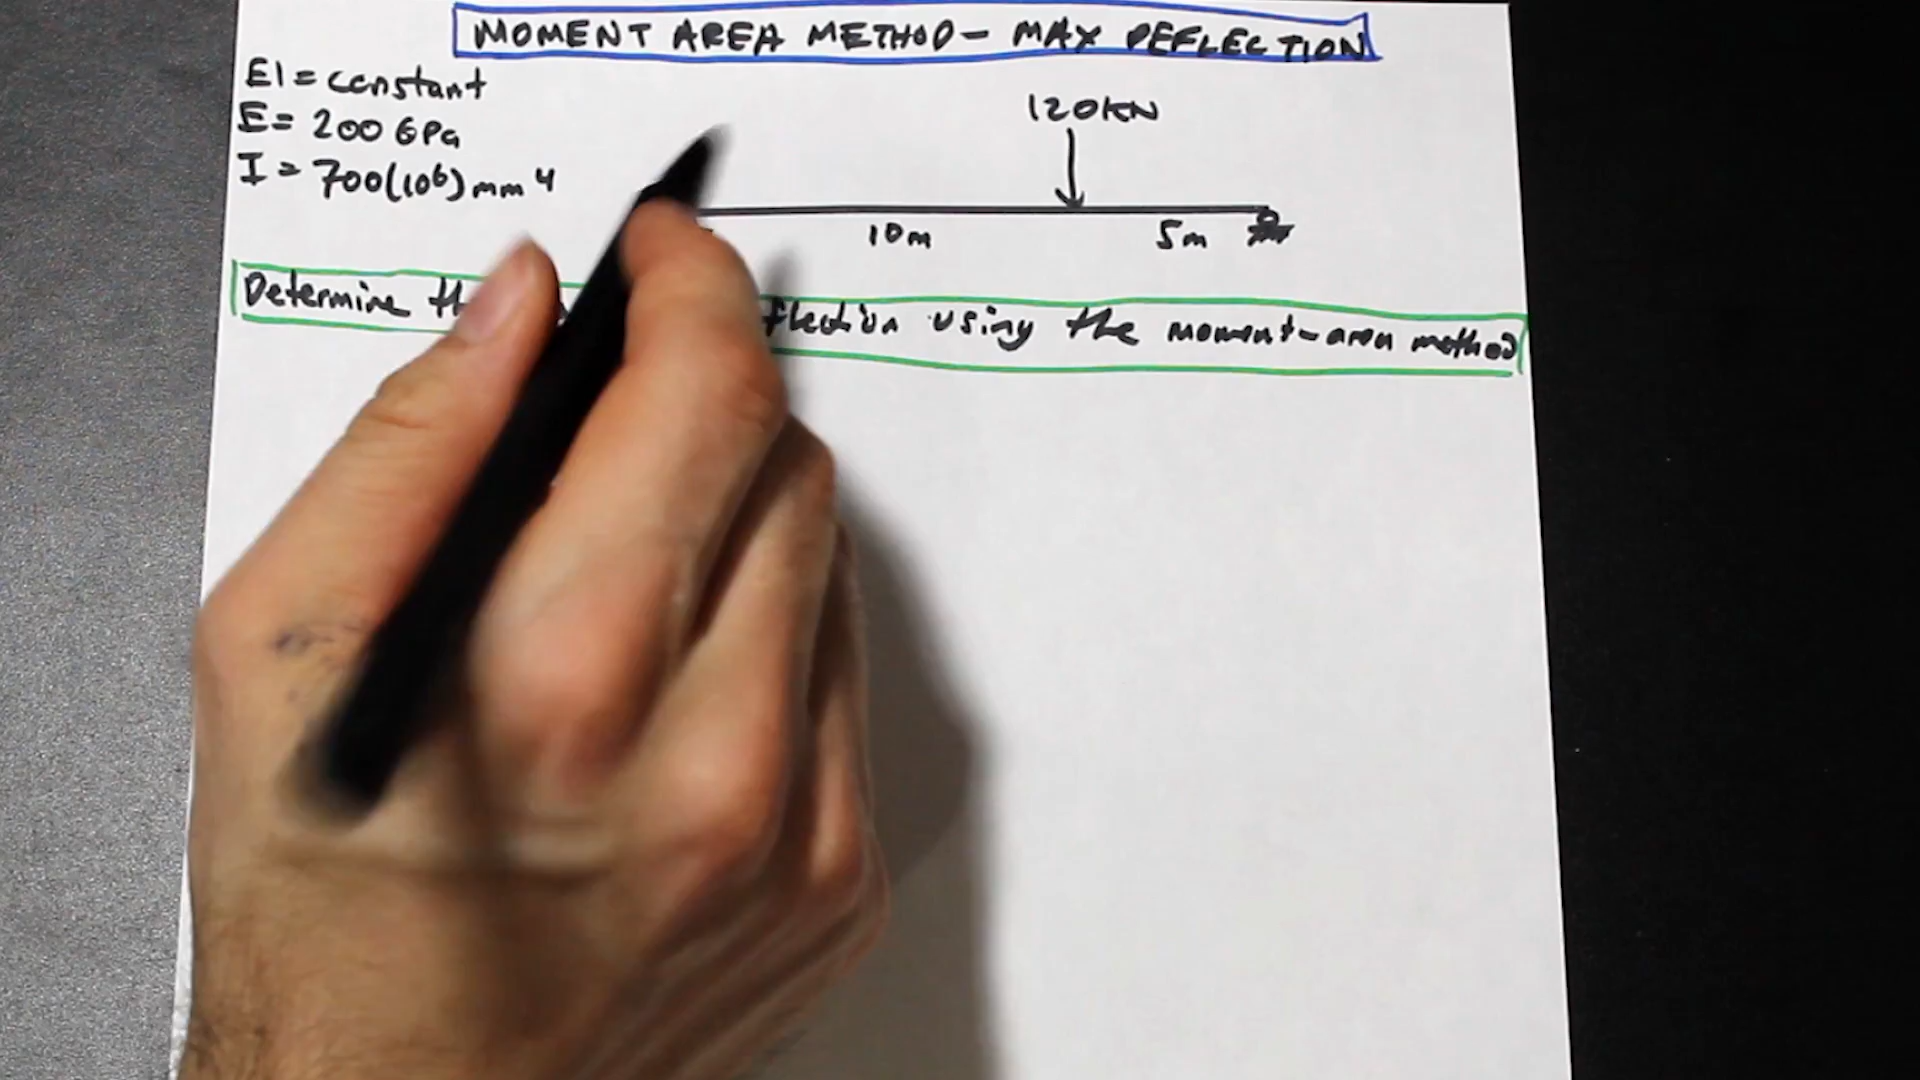 MOMENT AREA METHOD - MAX DEFLECTION
EI = constant
E = 200 GPa
I = 700(10⁶) mm⁴
120KN
10m
5m
Determine using the moment-area method